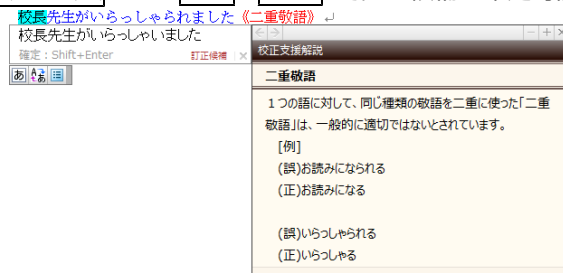 校長先生がいらっしゃられました《二重敬語》↵
校長先生がいらっしゃいました
確定：Shift+Enter 訂正候補 ×
あ
校正支援解説
二重敬語
１つの語に対して、同じ種類の敬語を二重に使った「二重
敬語」は、一般的に適切ではないとされています。
[例]
(誤)お読みになられる
(正)お読みになる
(誤)いらっしゃられる
(正)いらっしゃる